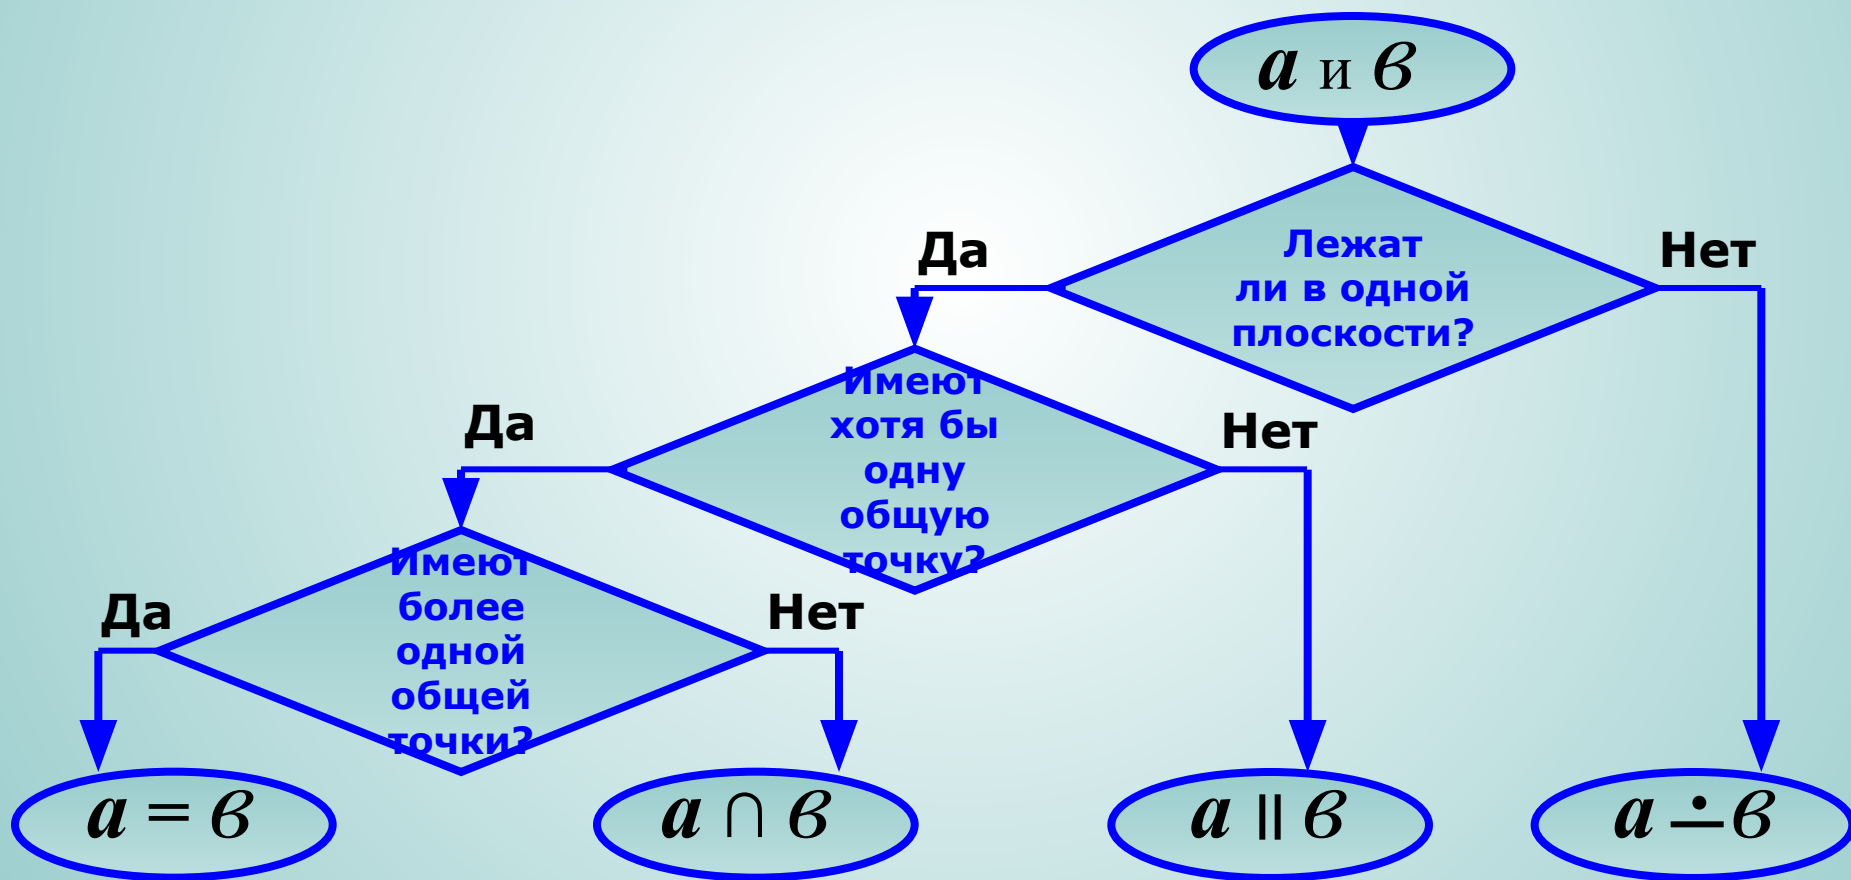 а и в
Да
Лежат
ли в одной
плоскости?
Нет
Да
Имеют
хотя бы
одну
общую
точку?
Нет
Да
Имеют
более
одной
общей
точки?
Нет
а = в
а ∩ в
а || в
а ∸ в